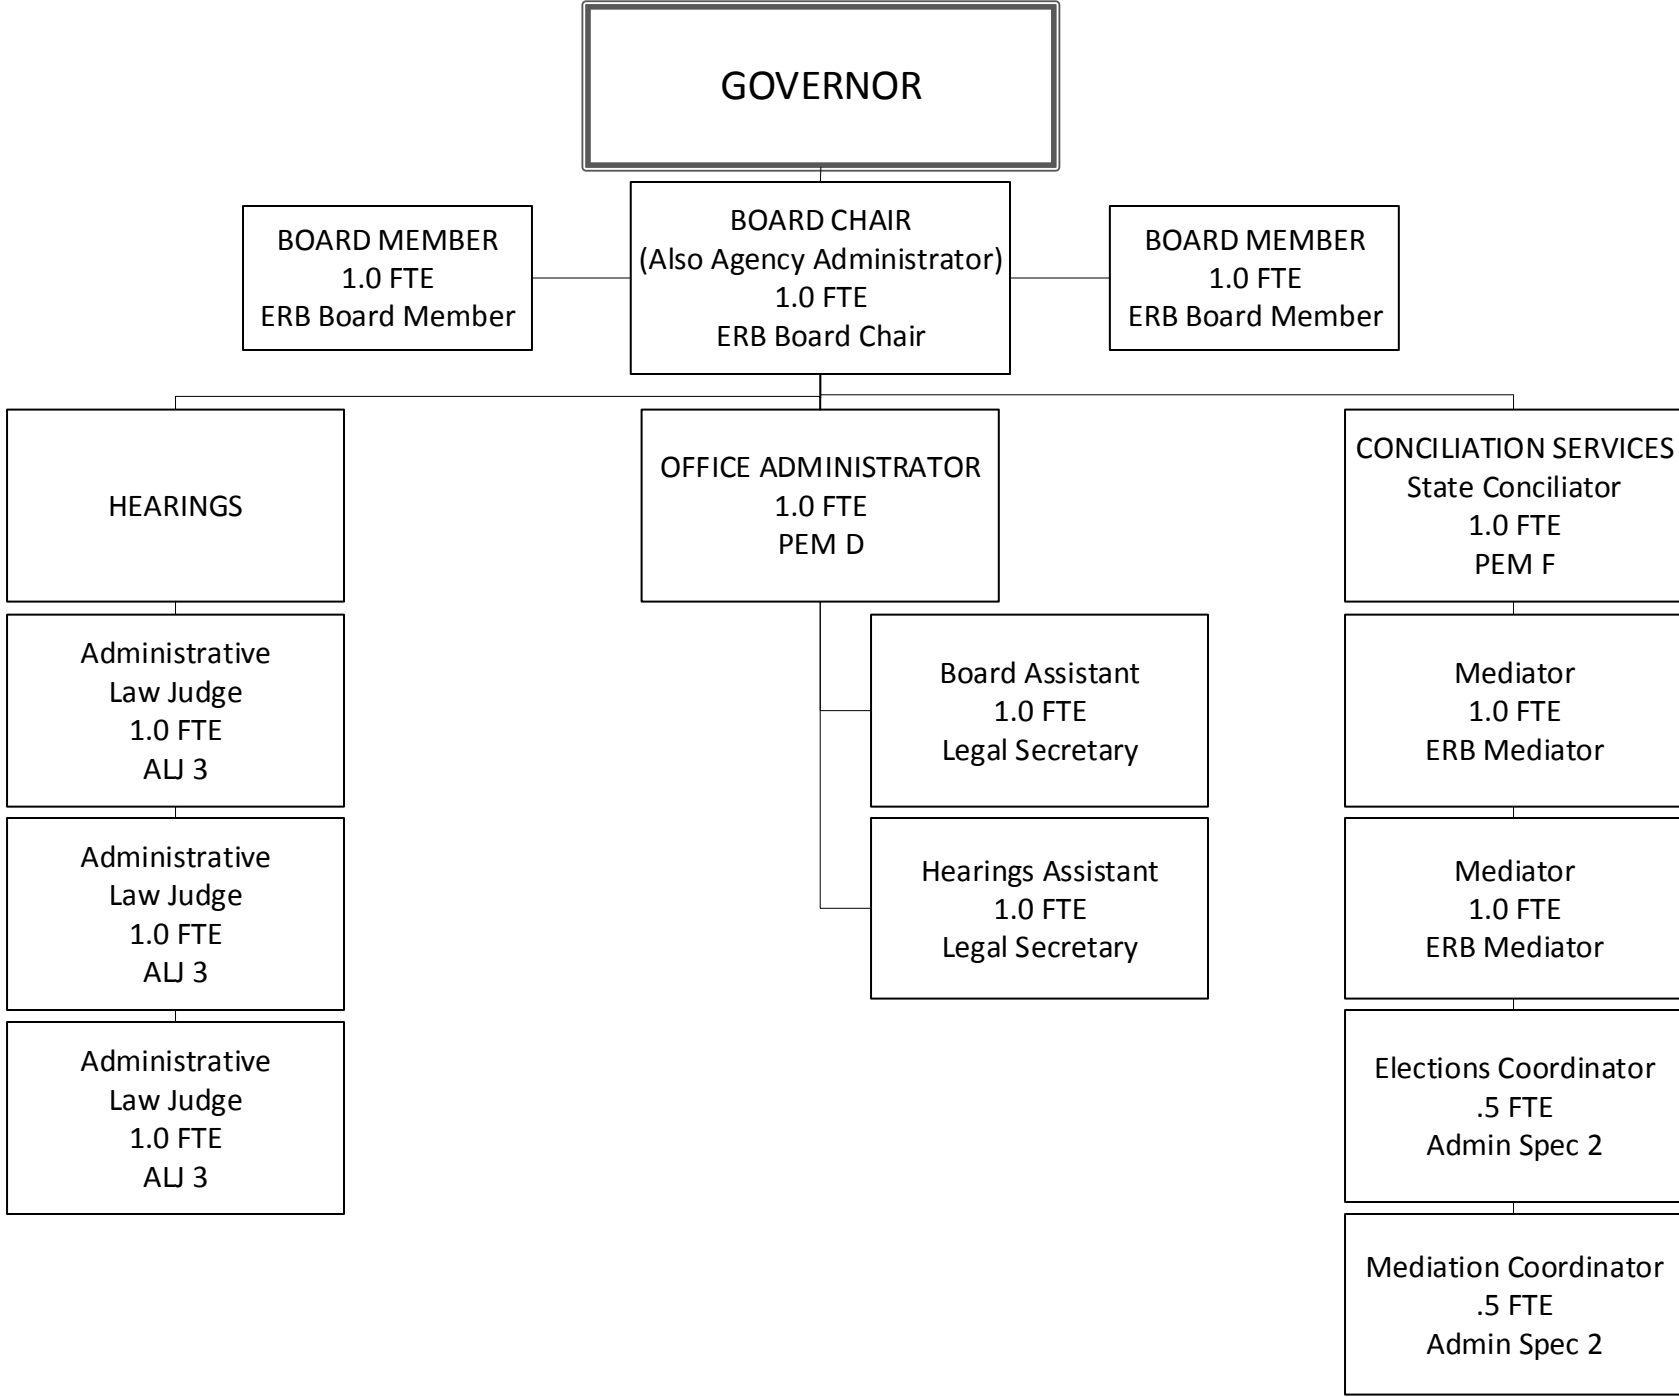 GOVERNOR
BOARD MEMBER
1.0 FTE
ERB Board Member
BOARD CHAIR
(Also Agency Administrator)
1.0 FTE
ERB Board Chair
BOARD MEMBER
1.0 FTE
ERB Board Member
HEARINGS
OFFICE ADMINISTRATOR
1.0 FTE
PEM D
CONCILIATION SERVICES
State Conciliator
1.0 FTE
PEM F
Administrative
Law Judge
1.0 FTE
ALJ 3
Administrative
Law Judge
1.0 FTE
ALJ 3
Administrative
Law Judge
1.0 FTE
ALJ 3
Board Assistant
1.0 FTE
Legal Secretary
Hearings Assistant
1.0 FTE
Legal Secretary
Mediator
1.0 FTE
ERB Mediator
Mediator
1.0 FTE
ERB Mediator
Elections Coordinator
.5 FTE
Admin Spec 2
Mediation Coordinator
.5 FTE
Admin Spec 2